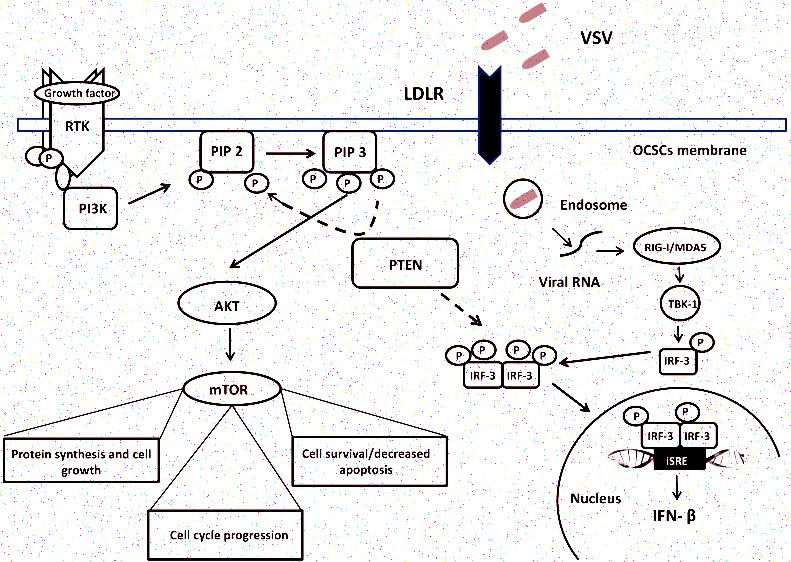 VSV
LDLR
Growth factor
RTK
PIP 2
PIP 3
OCSCs membrane
P
P
P
P
P
P
PI3K
Endosome
RIG-I/MDA5
PTEN
Viral RNA
AKT
TBK-1
P
IRF-3
P
P
P
P
IRF-3
IRF-3
mTOR
P
P
IRF-3
IRF-3
ISRE
Protein synthesis and cell
growth
Cell survival/decreased
apoptosis
Nucleus
IFN- β
Cell cycle progression